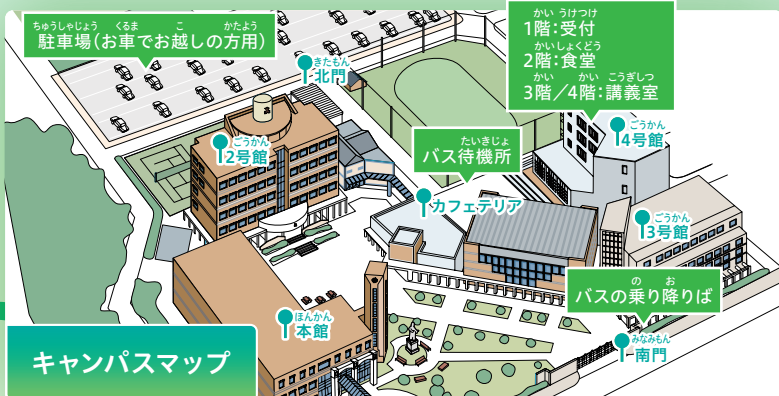 ちゅうしゃじょう くるま こ かたよう
駐車場(お車でお越しの方用)
きたもん
北門
かい うけつけ
1階:受付
かいしょくどう
2階:食堂
かい かい こうぎしつ
3階/4階:講義室
ごうかん
2号館
たいきじょ
バス待機所
ごうかん
4号館
カフェテリア
ごうかん
3号館
の お
バスの乗り降りば
ほんかん
本館
みなみもん
南門
キャンパスマップ